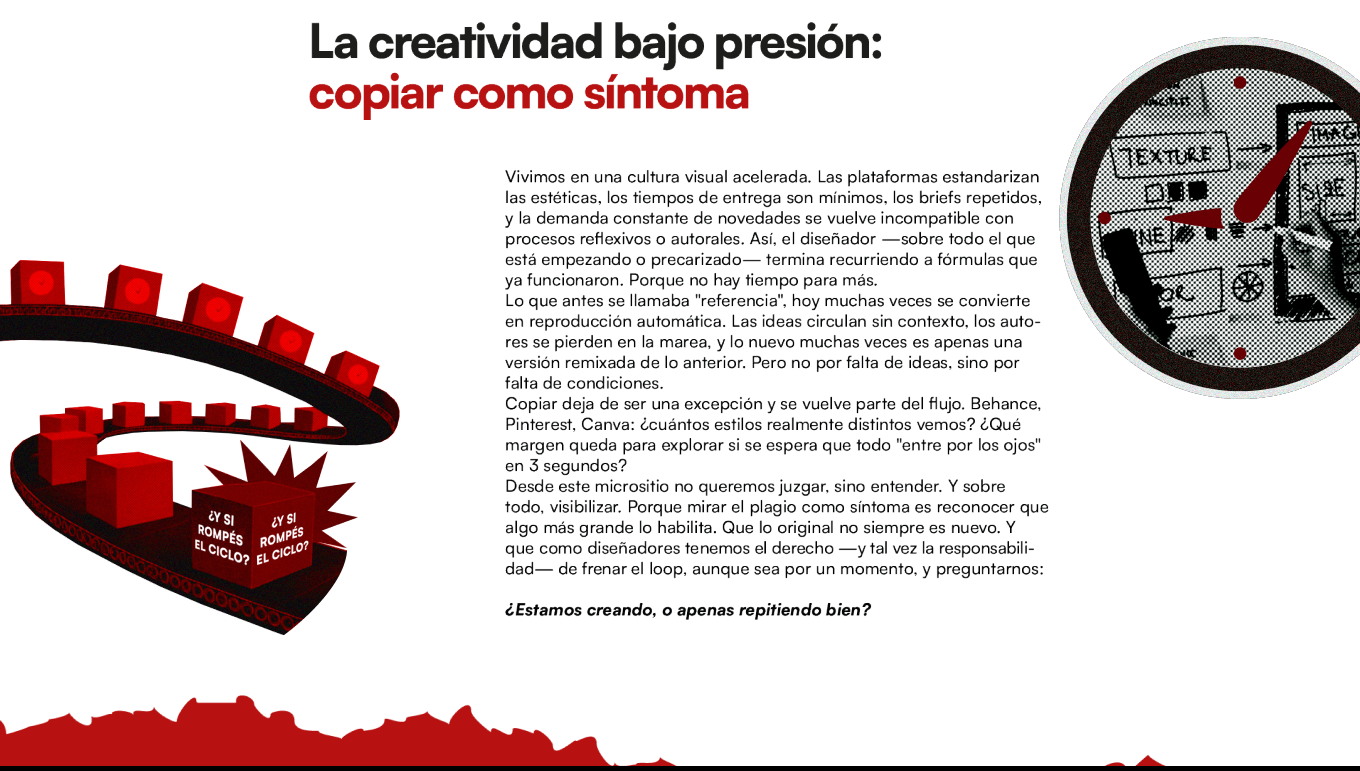 La creatividad bajo presión:
copiar como síntoma
Vivimos en una cultura visual acelerada. Las plataformas estandarizan
las estéticas, los tiempos de entrega son mínimos, los briefs repetidos,
y la demanda constante de novedades se vuelve incompatible con
procesos reflexivos o autorales. Así, el diseñador —sobre todo el que
está empezando o precarizado— termina recurriendo a fórmulas que
ya funcionaron. Porque no hay tiempo para más.
Lo que antes se llamaba "referencia", hoy muchas veces se convierte
en reproducción automática. Las ideas circulan sin contexto, los auto-
res se pierden en la marea, y lo nuevo muchas veces es apenas una
versión remixada de lo anterior. Pero no por falta de ideas, sino por
falta de condiciones.
Copiar deja de ser una excepción y se vuelve parte del flujo. Behance,
Pinterest, Canva: ¿cuántos estilos realmente distintos vemos? ¿Qué
margen queda para explorar si se espera que todo "entre por los ojos"
en 3 segundos?
Desde este micrositio no queremos juzgar, sino entender. Y sobre
todo, visibilizar. Porque mirar el plagio como síntoma es reconocer que
algo más grande lo habilita. Que lo original no siempre es nuevo. Y
que como diseñadores tenemos el derecho —y tal vez la responsabili-
dad— de frenar el loop, aunque sea por un momento, y preguntarnos:
¿Estamos creando, o apenas repitiendo bien?
¿Y SI
ROMPÉS
EL CICLO?
¿Y SI
ROMPÉS
EL CICLO?
TEXTURE
IMAG